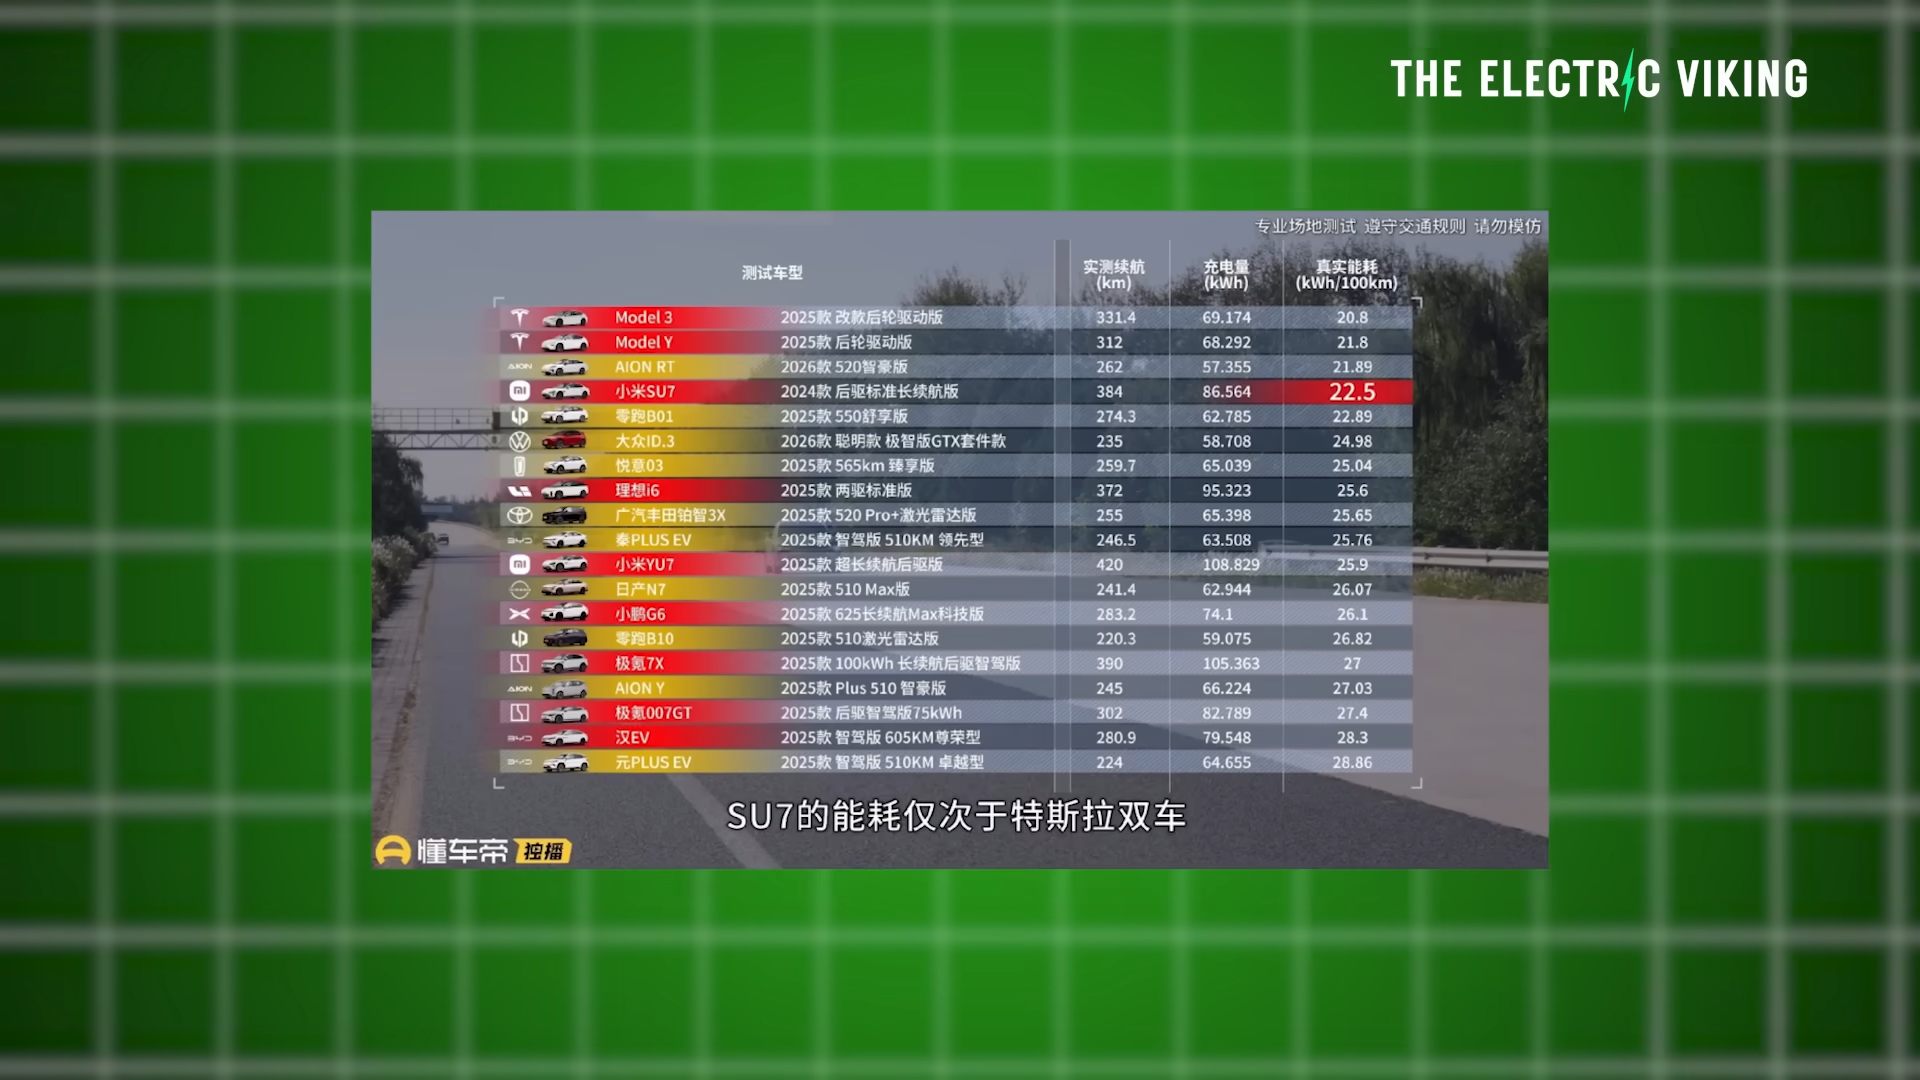 THE ELECTRIC VIKING
专业场地测试 遵守交通规则 请勿模仿
测试车型 实测续航 (km) 充电量 (kWh) 真实能耗 (kWh/100km)
Model 3 2025款 改款后轮驱动版 331.4 69.174 20.8
Model Y 2025款 后轮驱动版 312 68.292 21.8
AION AION RT 2026款 520智豪版 262 57.355 21.89
mi 小米SU7 2024款 后驱标准长续航版 384 86.564 22.5
零跑B01 2025款 550舒享版 274.3 62.785 22.89
大众ID.3 2026款 聪明款 极智版GTX套件款 235 58.708 24.98
悦意03 2025款 565km 臻享版 259.7 65.039 25.04
理想i6 2025款 两驱标准版 372 95.323 25.6
广汽丰田铂智3X 2025款 520 Pro+激光雷达版 255 65.398 25.65
BYD 秦PLUS EV 2025款 智驾版 510KM 领先型 246.5 63.508 25.76
mi 小米YU7 2025款 超长续航后驱版 420 108.829 25.9
日产N7 2025款 510 Max版 241.4 62.944 26.07
小鹏G6 2025款 625长续航Max科技版 283.2 74.1 26.1
零跑B10 2025款 510激光雷达版 220.3 59.075 26.82
极氪7X 2025款 100kWh 长续航后驱智驾版 390 105.363 27
AION AION Y 2025款 Plus 510 智豪版 245 66.224 27.03
极氪007GT 2025款 后驱智驾版75kWh 302 82.789 27.4
BYD 汉EV 2025款 智驾版 605KM尊荣型 280.9 79.548 28.3
BYD 元PLUS EV 2025款 智驾版 510KM 卓越型 224 64.655 28.86
SU7的能耗仅次于特斯拉双车
懂车帝 独播